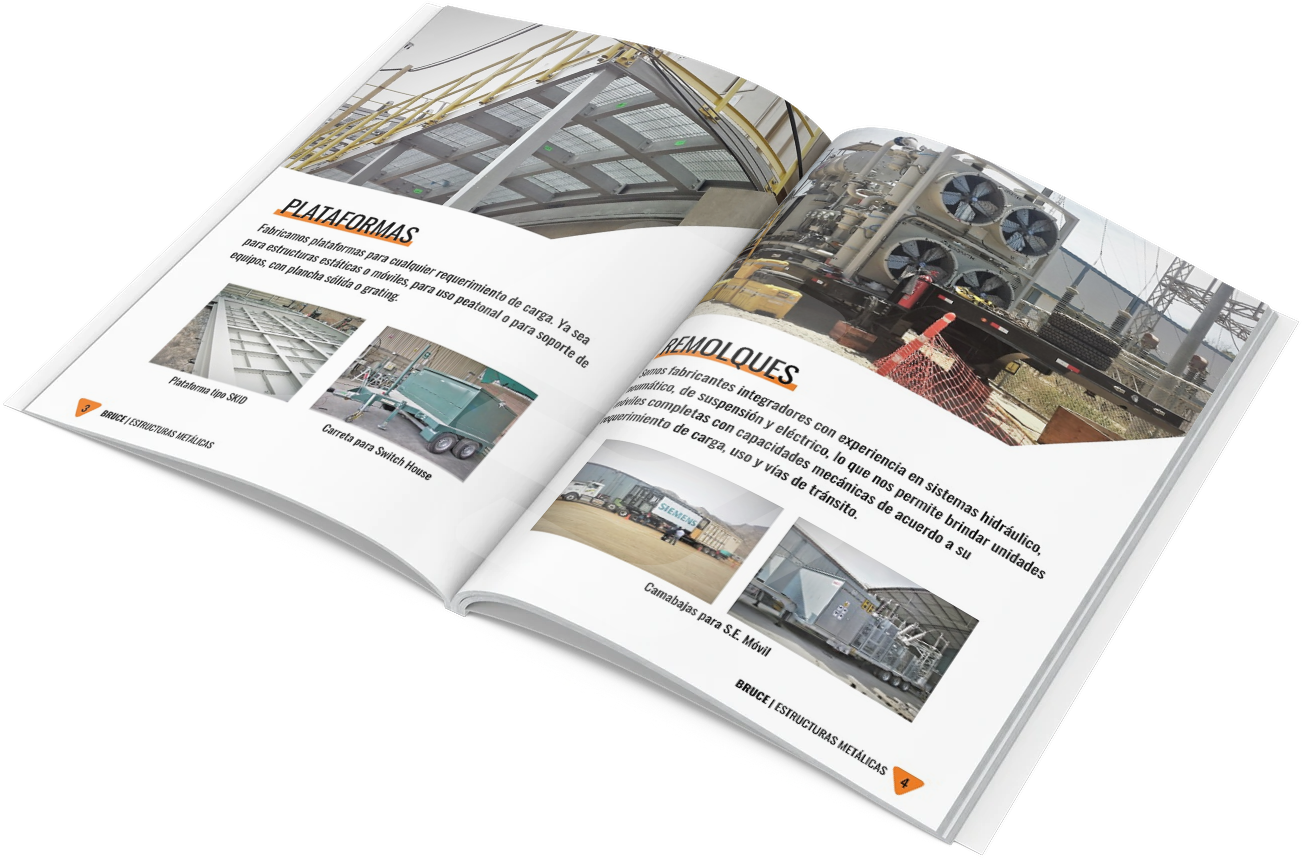 PLATAFORMAS
Fabricamos plataformas para cualquier requerimiento de carga. Ya sea
para estructuras estáticas o móviles, para uso peatonal o para soporte de
equipos, con plancha sólida o grating.
Plataforma tipo SKID
Carreta para Switch House
3
BRUCE | ESTRUCTURAS METÁLICAS
REMOLQUES
Somos fabricantes integradores con experiencia en sistemas hidráulico,
neumático, de suspensión y eléctrico, lo que nos permite brindar unidades
móviles completas con capacidades mecánicas de acuerdo a su
requerimiento de carga, uso y vías de tránsito.
SIEMENS
Camabajas para S.E. Móvil
BRUCE | ESTRUCTURAS METÁLICAS
4